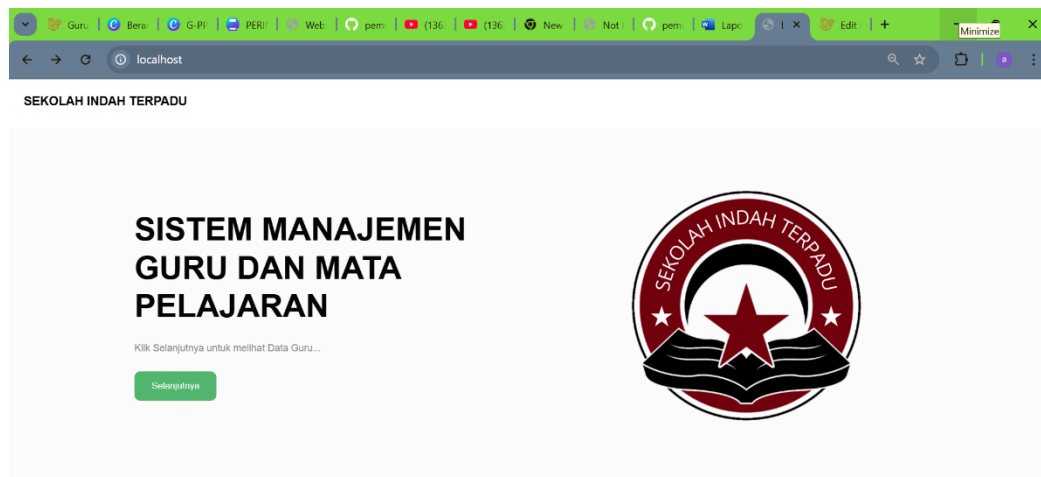 Guru
Bera
G-PP
PERI
Web
pem
(136
(136
New
Not
pem
Lapo
Edit
Minimize
localhost
a
SEKOLAH INDAH TERPADU
SISTEM MANAJEMEN
GURU DAN MATA
PELAJARAN
Klik Selanjutnya untuk melihat Data Guru...
Selanjutnya
SEKOLAH INDAH TERPADU